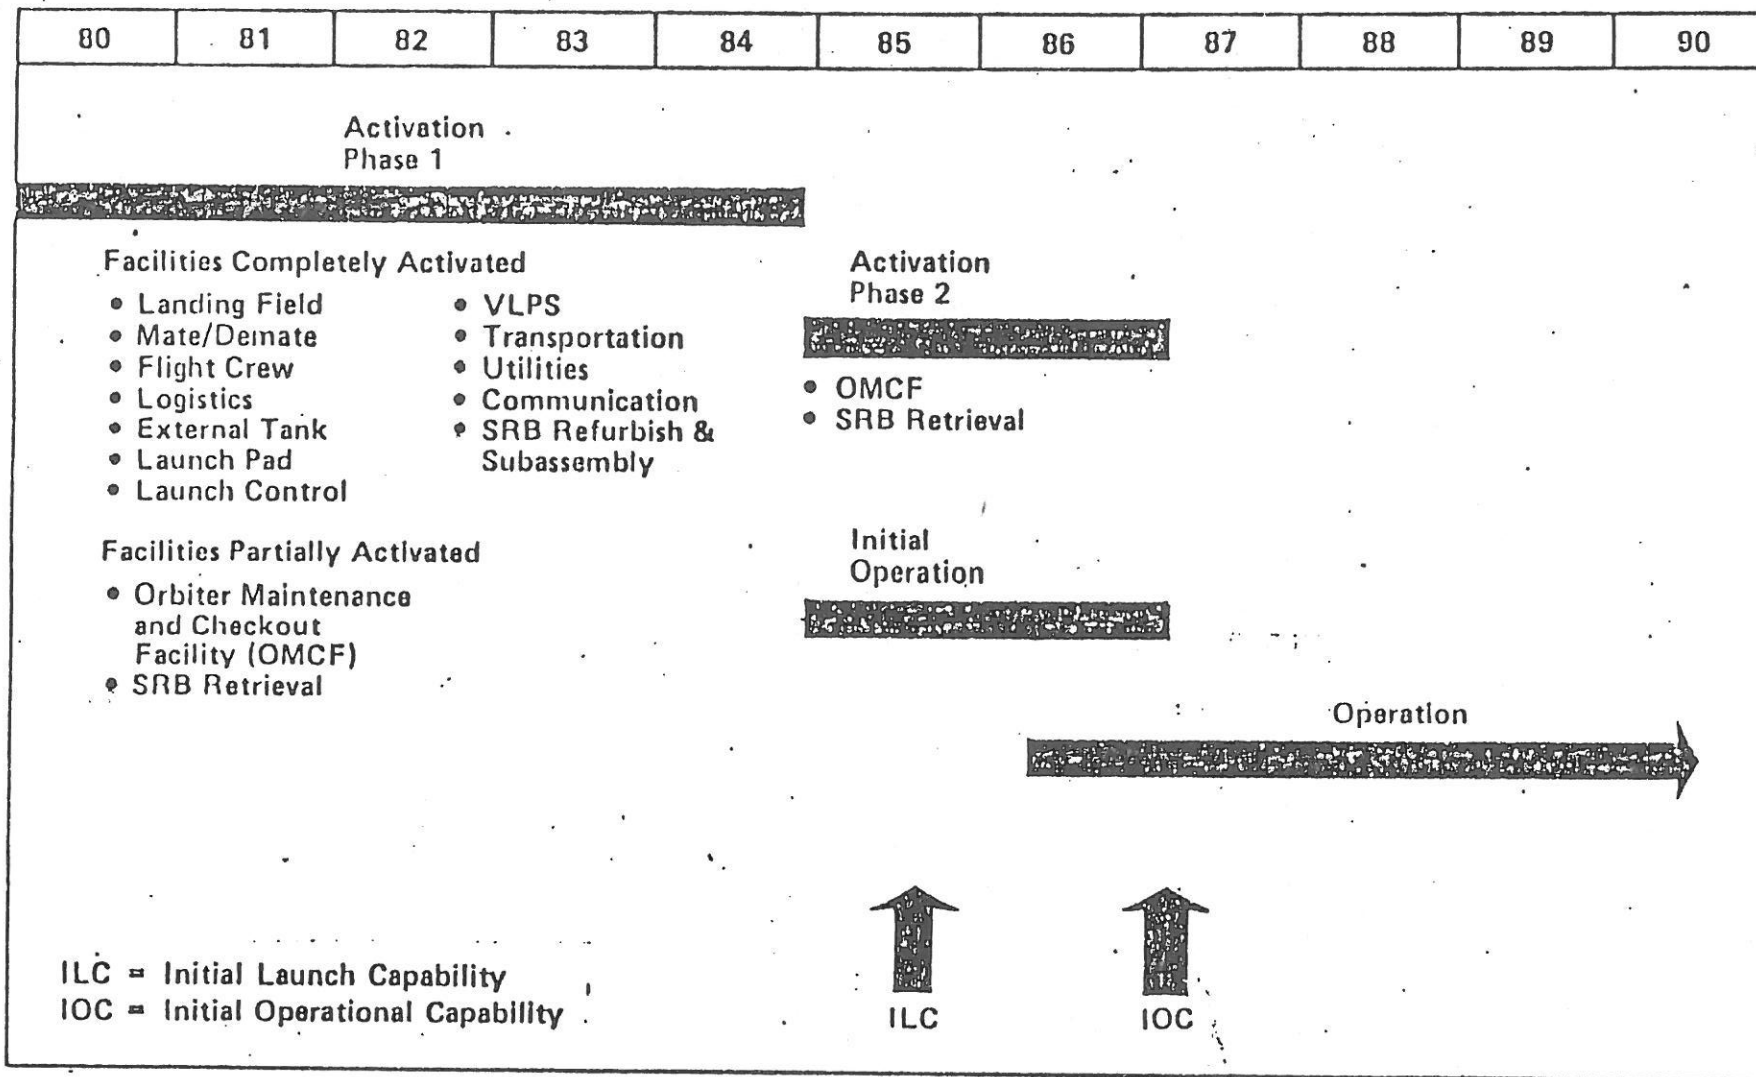 80 81 82 83 84 85 86 87 88 89 90
Activation
Phase 1
Facilities Completely Activated
• Landing Field
• Mate/Demate
• Flight Crew
• Logistics
• External Tank
• Launch Pad
• Launch Control
• VLPS
• Transportation
• Utilities
• Communication
• SRB Refurbish &
Subassembly
Activation
Phase 2
• OMCF
• SRB Retrieval
Facilities Partially Activated
• Orbiter Maintenance
and Checkout
Facility (OMCF)
• SRB Retrieval
Initial
Operation
Operation
ILC = Initial Launch Capability
IOC = Initial Operational Capability
ILC
IOC